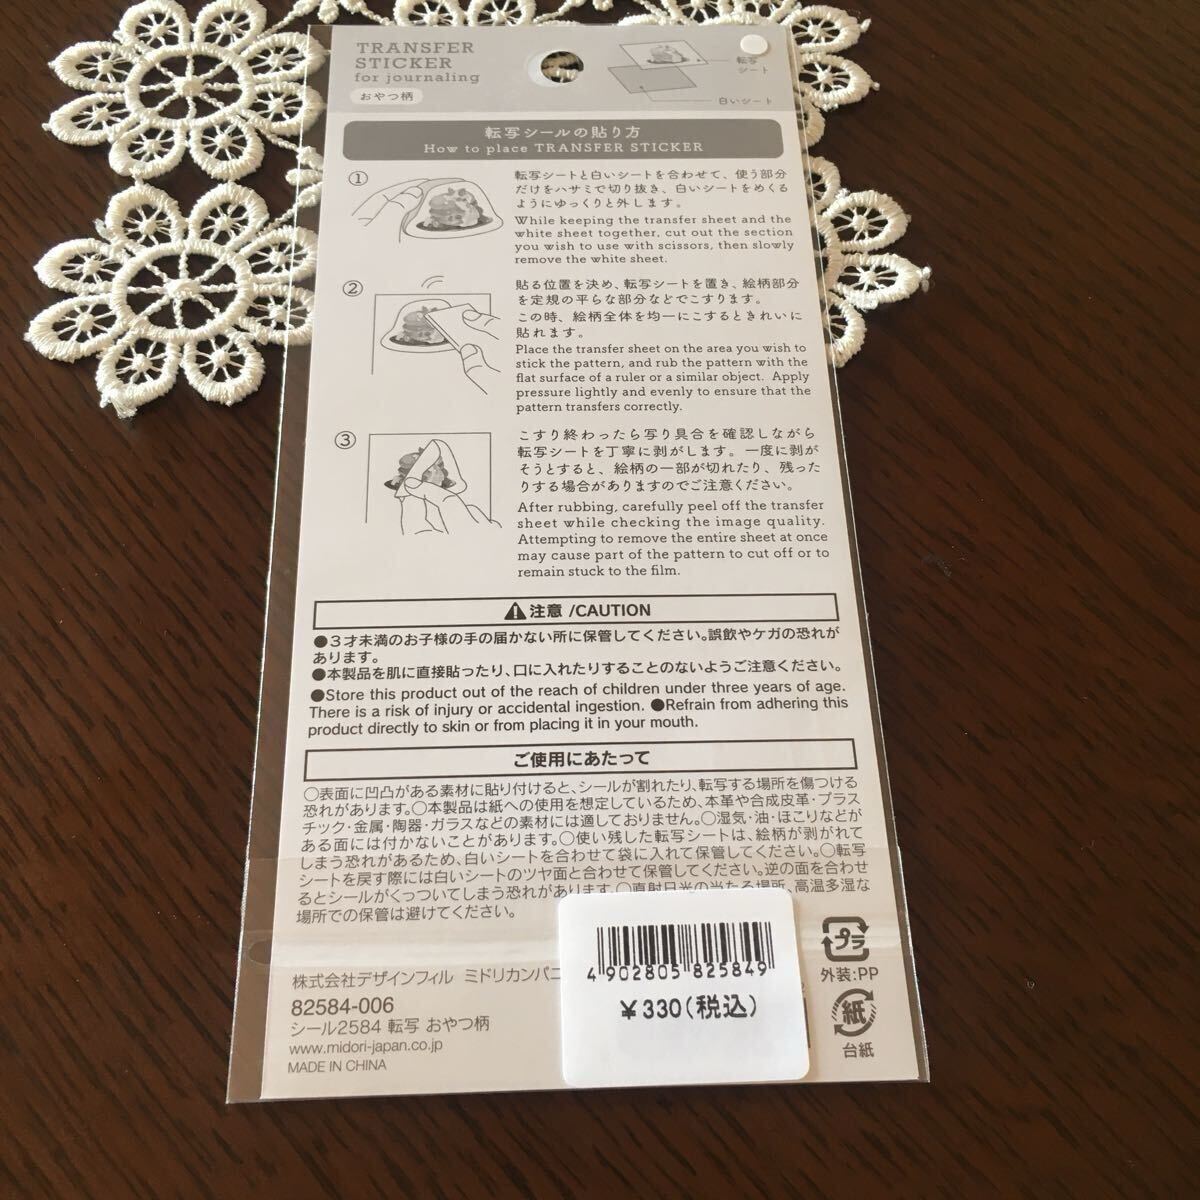 TRANSFER
STICKER
for journaling
おやつ柄
転写
シート
白いシート
転写シールの貼り方
How to place TRANSFER STICKER
①
転写シートと白いシートを合わせて、使う部分
だけをハサミで切り抜き、白いシートをめくる
ようにゆっくりと外します。
While keeping the transfer sheet and the
white sheet together, cut out the section
you wish to use with scissors, then slowly
remove the white sheet.
②
貼る位置を決め、転写シートを置き、絵柄部分
を定規の平らな部分などでこすります。
この時、絵柄全体を均一にこするときれいに
貼れます。
Place the transfer sheet on the area you wish to
stick the pattern, and rub the pattern with the
flat surface of a ruler or a similar object. Apply
pressure lightly and evenly to ensure that the
pattern transfers correctly.
③
こすり終わったら写り具合を確認しながら
転写シートを丁寧に剥がします。一度に剥が
そうとすると、絵柄の一部が切れたり、残った
りする場合がありますのでご注意ください。
After rubbing, carefully peel off the transfer
sheet while checking the image quality.
Attempting to remove the entire sheet at once
may cause part of the pattern to cut off or to
remain stuck to the film.
注意 /CAUTION
●3才未満のお子様の手の届かない所に保管してください。誤飲やケガの恐れが
あります。
●本製品を肌に直接貼ったり、口に入れたりすることのないようご注意ください。
●Store this product out of the reach of children under three years of age.
There is a risk of injury or accidental ingestion. ●Refrain from adhering this
product directly to skin or from placing it in your mouth.
ご使用にあたって
○表面に凹凸がある素材に貼り付けると、シールが割れたり、転写する場所を傷つける
恐れがあります。○本製品は紙への使用を想定しているため、本革や合成皮革・プラス
チック・金属・陶器・ガラスなどの素材には適しておりません。○湿気・油・ほこりなどが
ある面には付かないことがあります。○使い残した転写シートは、絵柄が剥がれて
しまう恐れがあるため、白いシートを合わせて袋に入れて保管してください。○転写
シートを戻す際には白いシートのツヤ面と合わせて保管してください。逆の面を合わせ
るとシールがくっついてしまう恐れがあります。○直射日光の当たる場所、高温多湿な
場所での保管は避けてください。
株式会社デザインフィル ミドリカンパニ
82584-006
シール2584 転写 おやつ柄
www.midori-japan.co.jp
MADE IN CHINA
4 902805 825849
¥330(税込)
プラ
外装:PP
紙
台紙